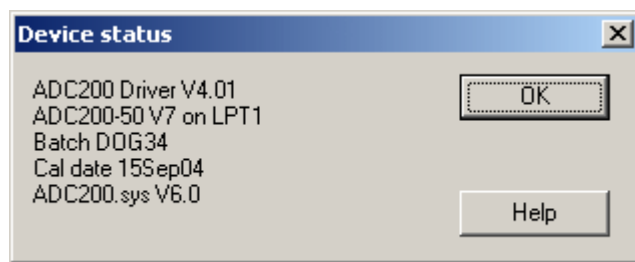 Device status
ADC200 Driver V4.01
ADC200-50 V7 on LPT1
Batch DOG34
Cal date 15Sep04
ADC200.sys V6.0
OK
Help